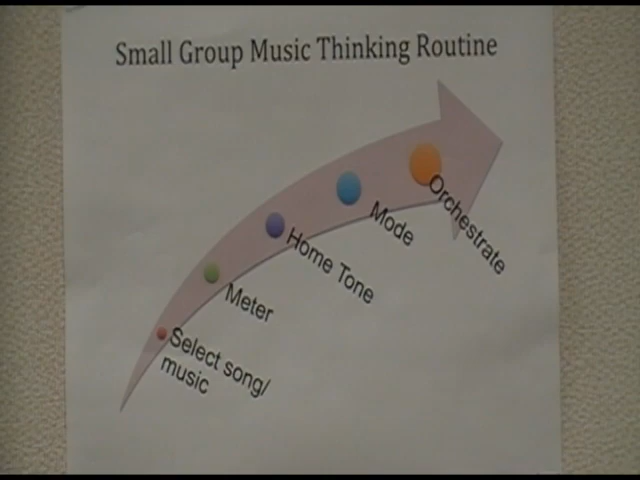 Small Group Music Thinking Routine
Orchestrate
Mode
Home Tone
Meter
Select song/
music